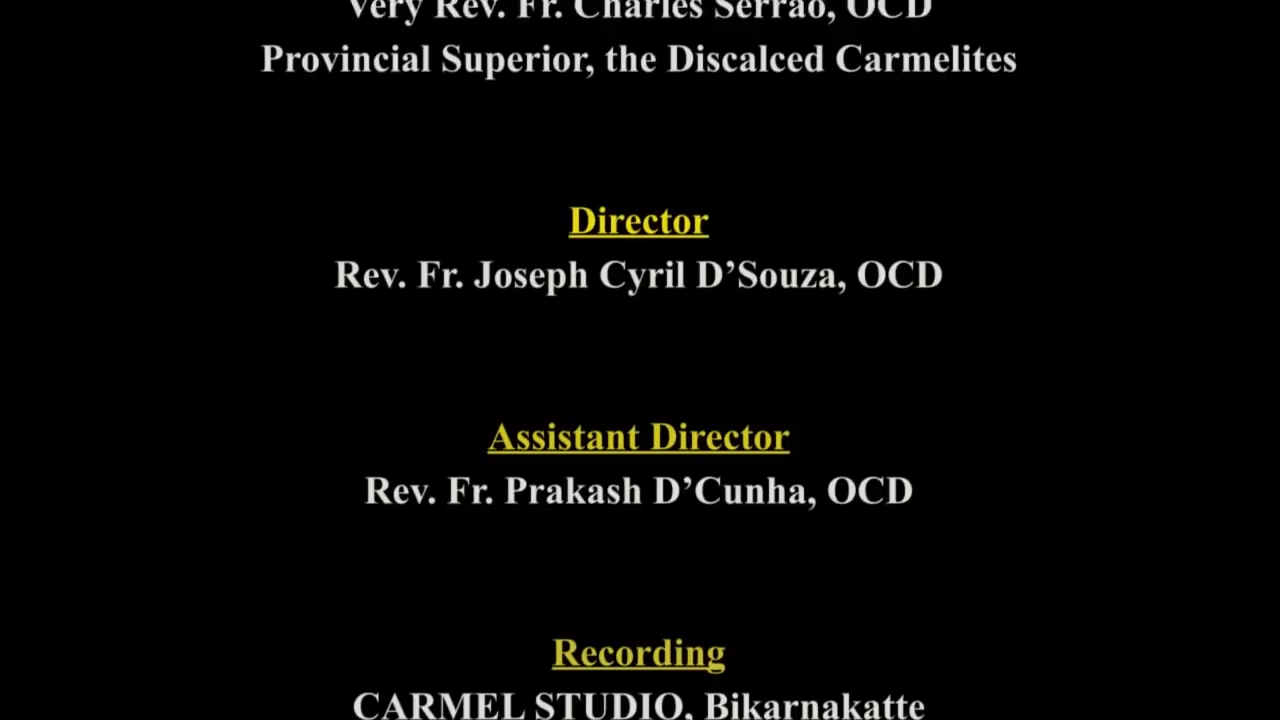 Very Rev. Fr. Charles Serrao, OCD
Provincial Superior, the Discalced Carmelites
Director
Rev. Fr. Joseph Cyril D’Souza, OCD
Assistant Director
Rev. Fr. Prakash D’Cunha, OCD
Recording
CARMEL STUDIO, Bikarnakatte